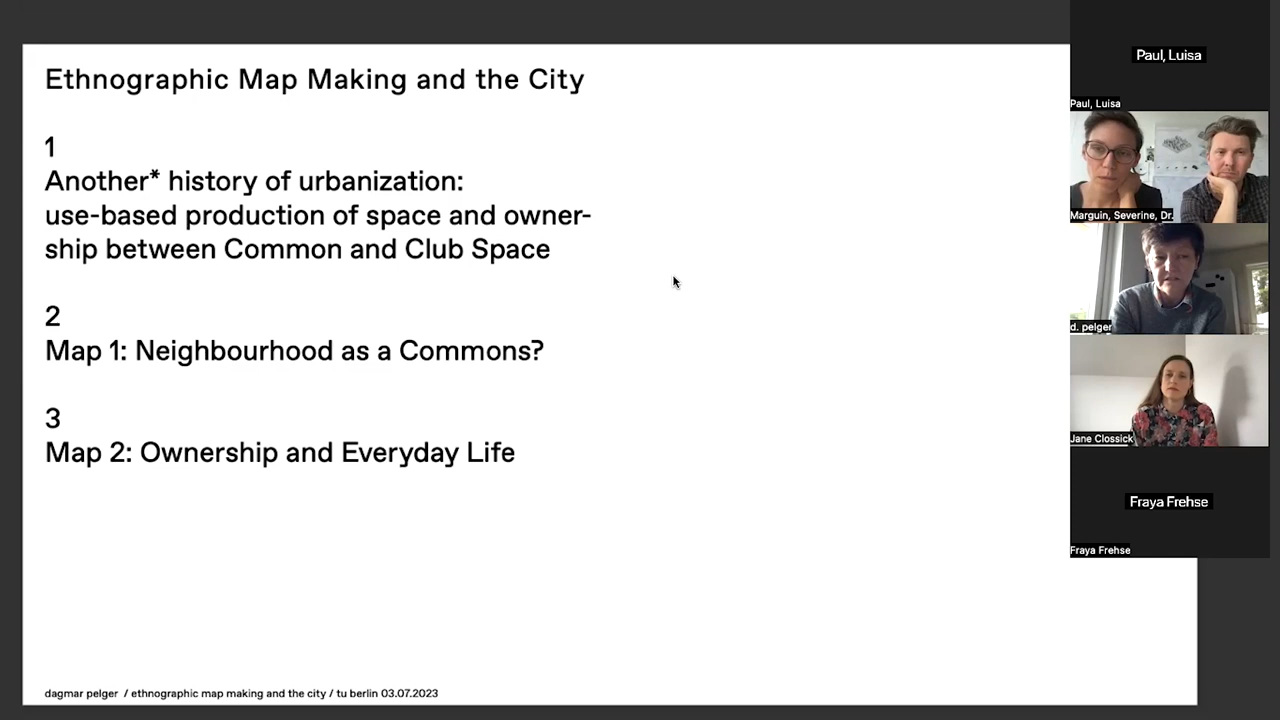 Ethnographic Map Making and the City
1
Another* history of urbanization:
use-based production of space and owner-
ship between Common and Club Space
2
Map 1: Neighbourhood as a Commons?
3
Map 2: Ownership and Everyday Life
dagmar pelger / ethnographic map making and the city / tu berlin 03.07.2023
Paul, Luisa
Paul, Luisa
Marguin, Severine, Dr.
d. pelger
Jane Clossick
Fraya Frehse
Fraya Frehse